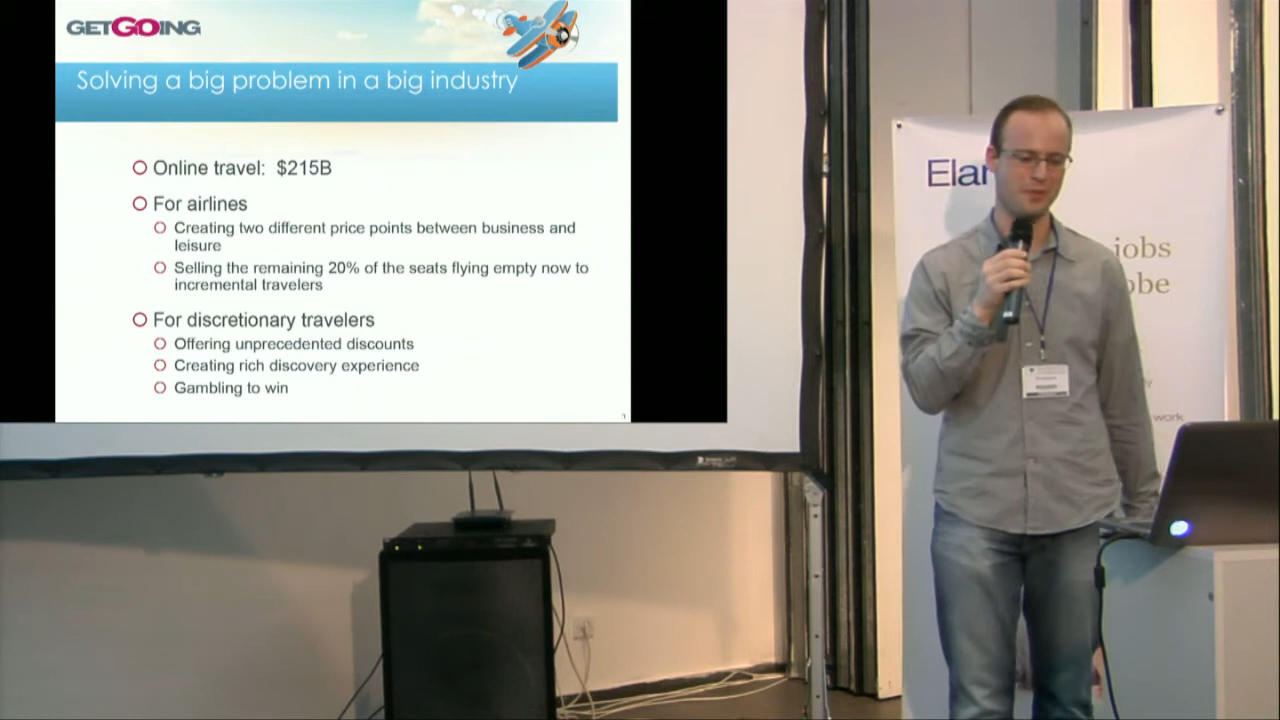 GETGOING
Solving a big problem in a big industry
Online travel: $215B
For airlines
Creating two different price points between business and
leisure
Selling the remaining 20% of the seats flying empty now to
incremental travelers
For discretionary travelers
Offering unprecedented discounts
Creating rich discovery experience
Gambling to win
Elan
jobs
obe
work